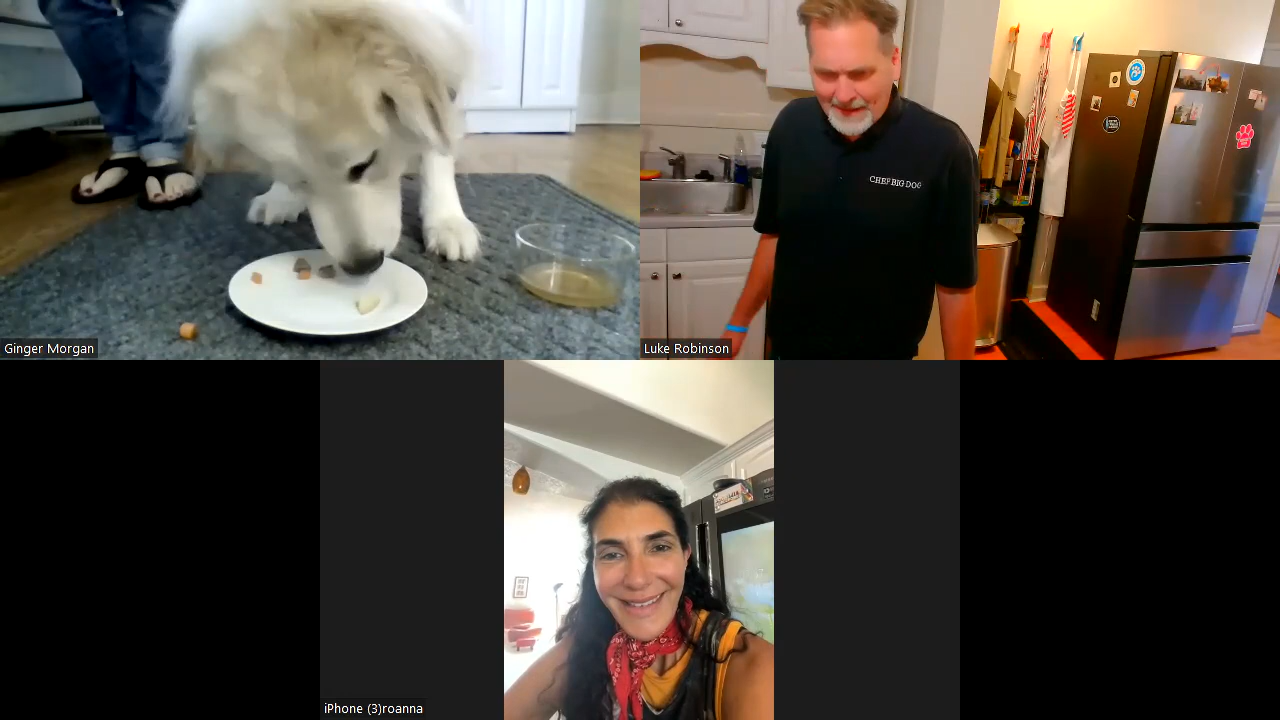 CHEF BIG DOG
Ginger Morgan
Luke Robinson
iPhone (3)roanna